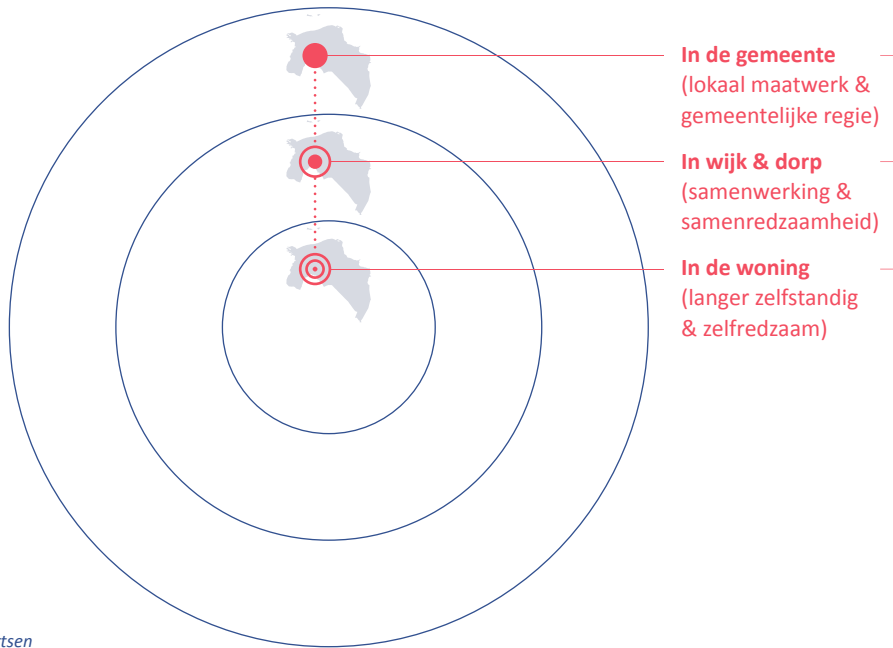 In de gemeente
(lokaal maatwerk &
gemeentelijke regie)
In wijk & dorp
(samenwerking &
samenredzaamheid)
In de woning
(langer zelfstandig
& zelfredzaam)